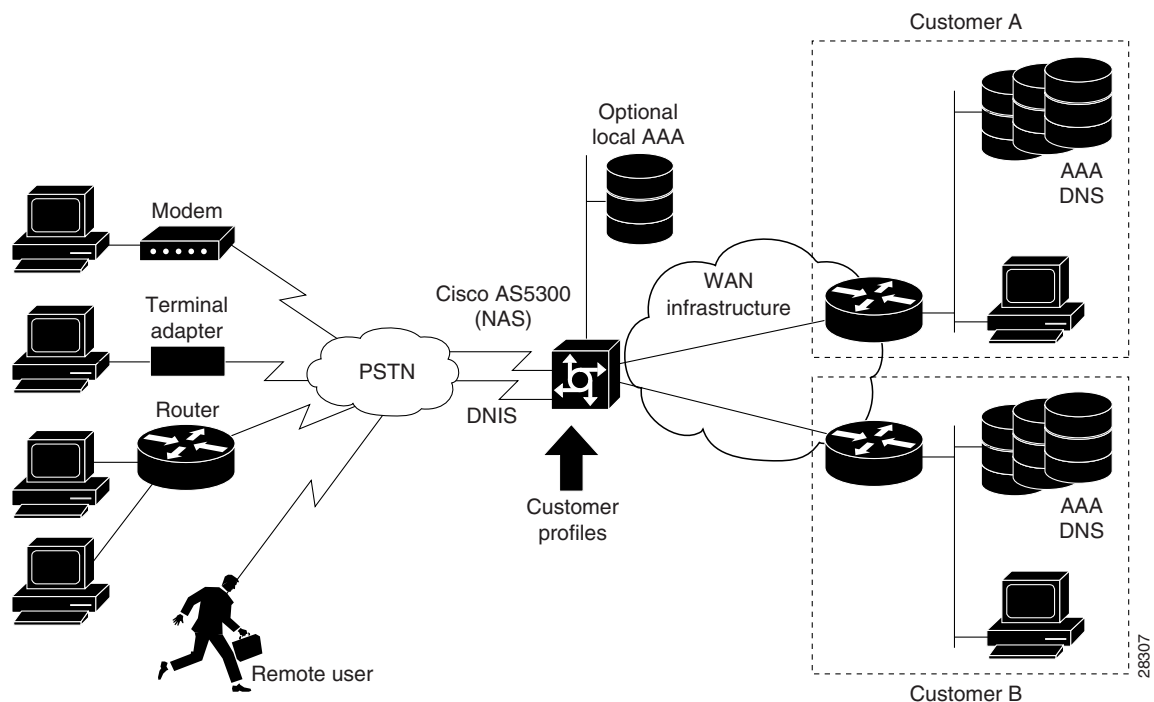 Customer A
Optional
local AAA
AAA
DNS
Modem
WAN
infrastructure
Cisco AS5300
(NAS)
Terminal
adapter
PSTN
Router
DNIS
Customer
profiles
AAA
DNS
Remote user
28307
Customer B